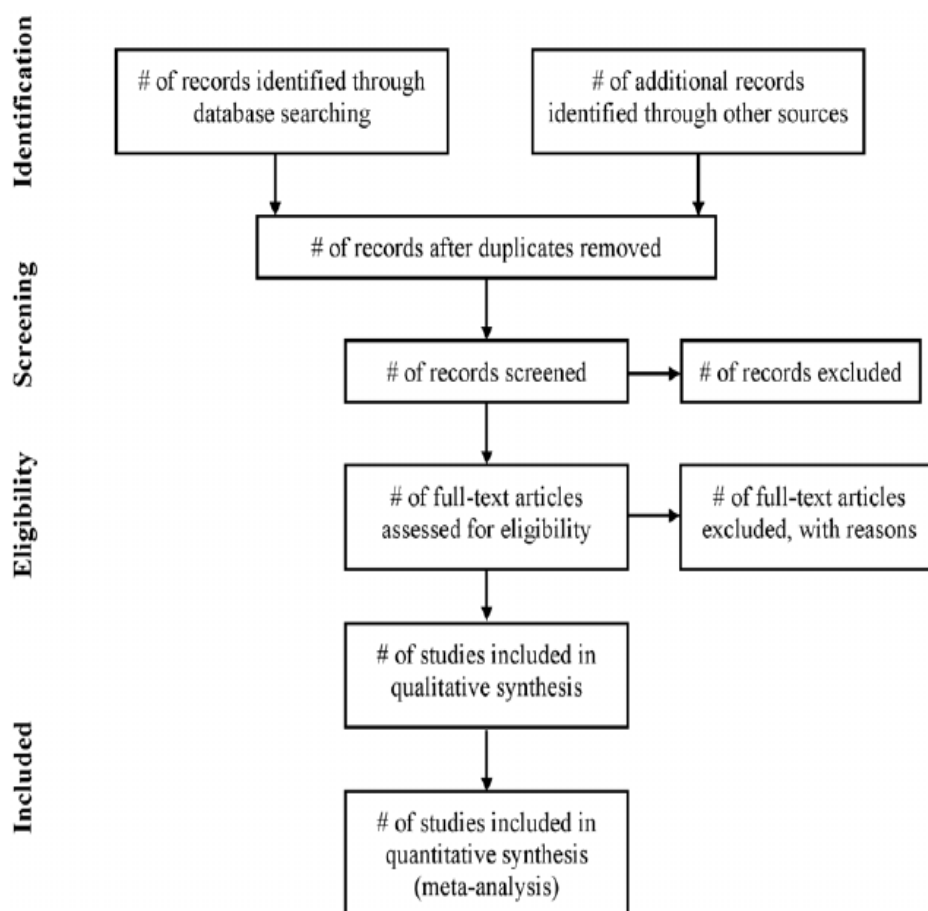 Identification
# of records identified through
database searching
# of additional records
identified through other sources
# of records after duplicates removed
Screening
# of records screened
# of records excluded
Eligibility
# of full-text articles
assessed for eligibility
# of full-text articles
excluded, with reasons
Included
# of studies included in
qualitative synthesis
# of studies included in
quantitative synthesis
(meta-analysis)